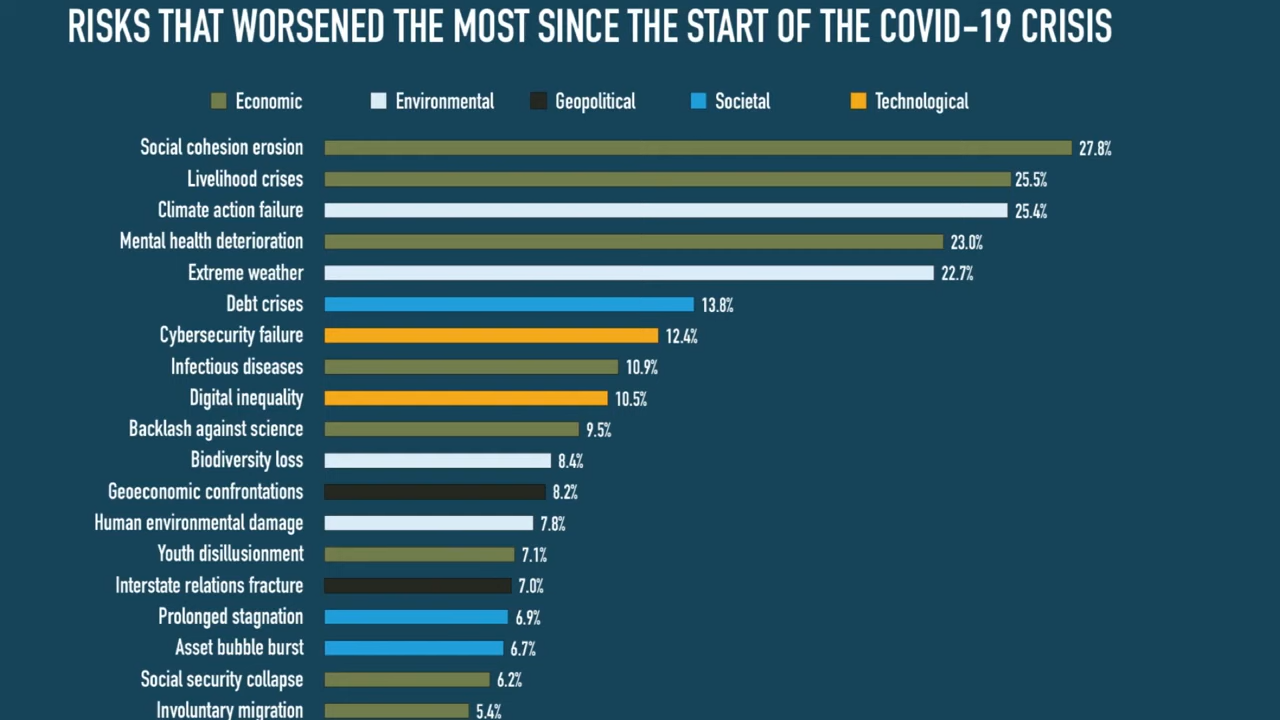 RISKS THAT WORSENED THE MOST SINCE THE START OF THE COVID-19 CRISIS
Economic Environmental Geopolitical Societal Technological
Social cohesion erosion 27.8%
Livelihood crises 25.5%
Climate action failure 25.4%
Mental health deterioration 23.0%
Extreme weather 22.7%
Debt crises 13.8%
Cybersecurity failure 12.4%
Infectious diseases 10.9%
Digital inequality 10.5%
Backlash against science 9.5%
Biodiversity loss 8.4%
Geoeconomic confrontations 8.2%
Human environmental damage 7.8%
Youth disillusionment 7.1%
Interstate relations fracture 7.0%
Prolonged stagnation 6.9%
Asset bubble burst 6.7%
Social security collapse 6.2%
Involuntary migration 5.4%